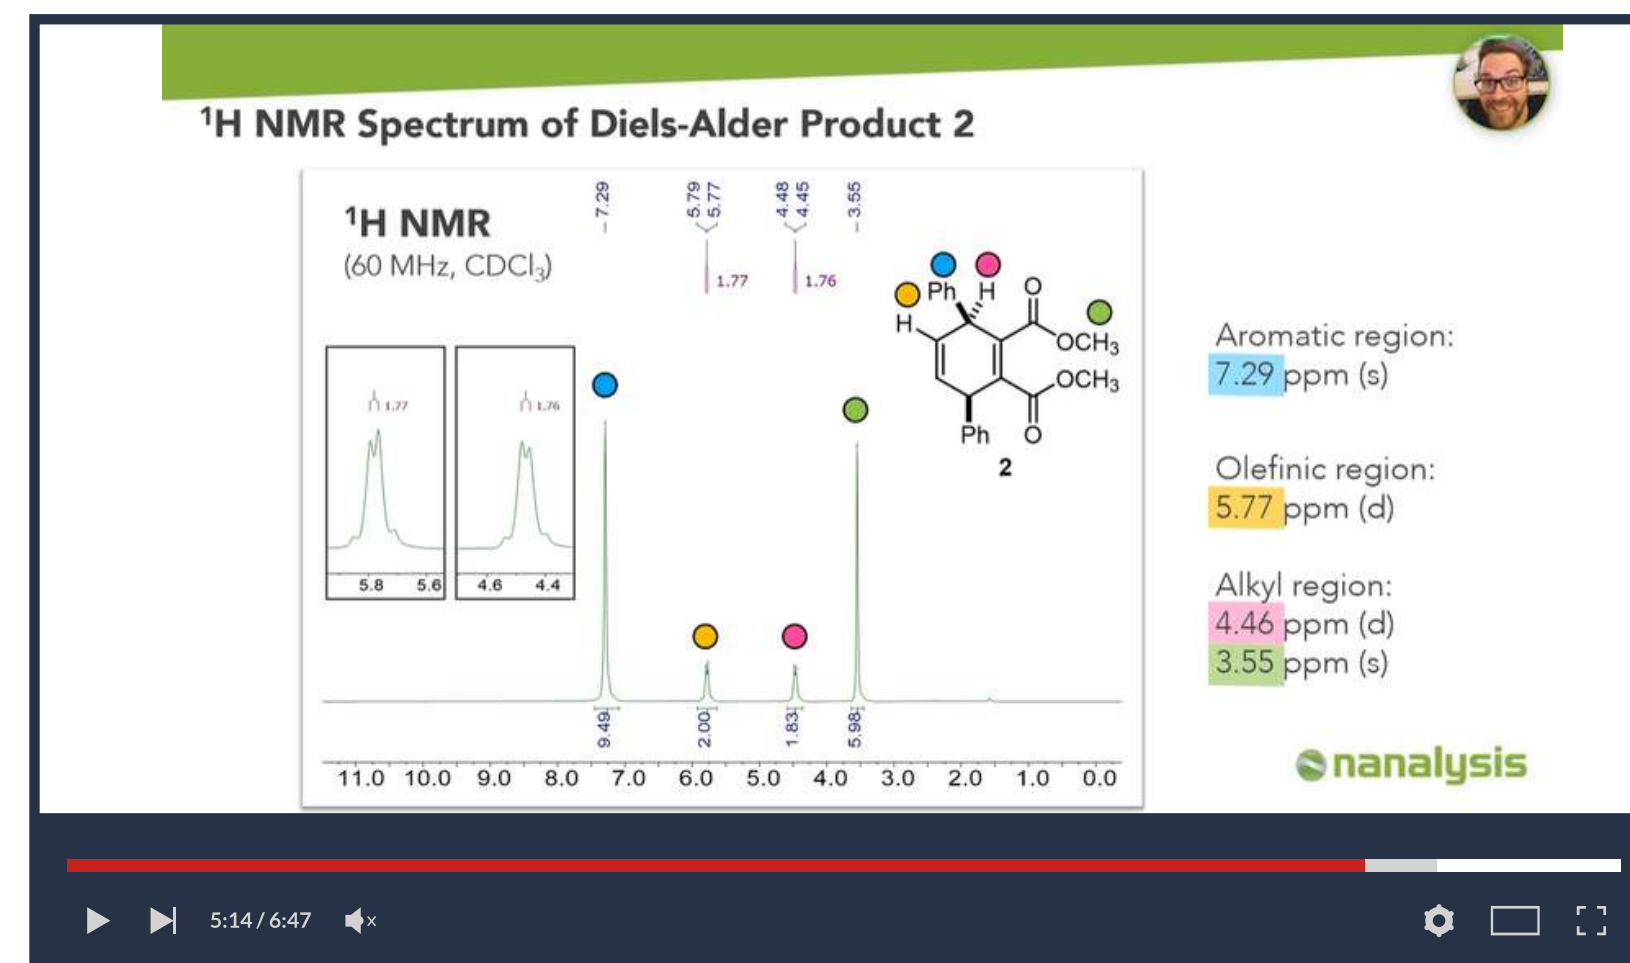 ¹H NMR Spectrum of Diels-Alder Product 2
¹H NMR
(60 MHz, CDCl₃)
7.29
5.79
5.77
4.48
4.45
3.55
1.77
1.76
Ph
H
H
O
OCH₃
OCH₃
Ph
O
2
1.77
1.76
5.8 5.6
4.6 4.4
9.49
2.00
1.83
5.98
11.0 10.0 9.0 8.0 7.0 6.0 5.0 4.0 3.0 2.0 1.0 0.0
Aromatic region:
7.29 ppm (s)
Olefinic region:
5.77 ppm (d)
Alkyl region:
4.46 ppm (d)
3.55 ppm (s)
nanalysis
5:14 / 6:47